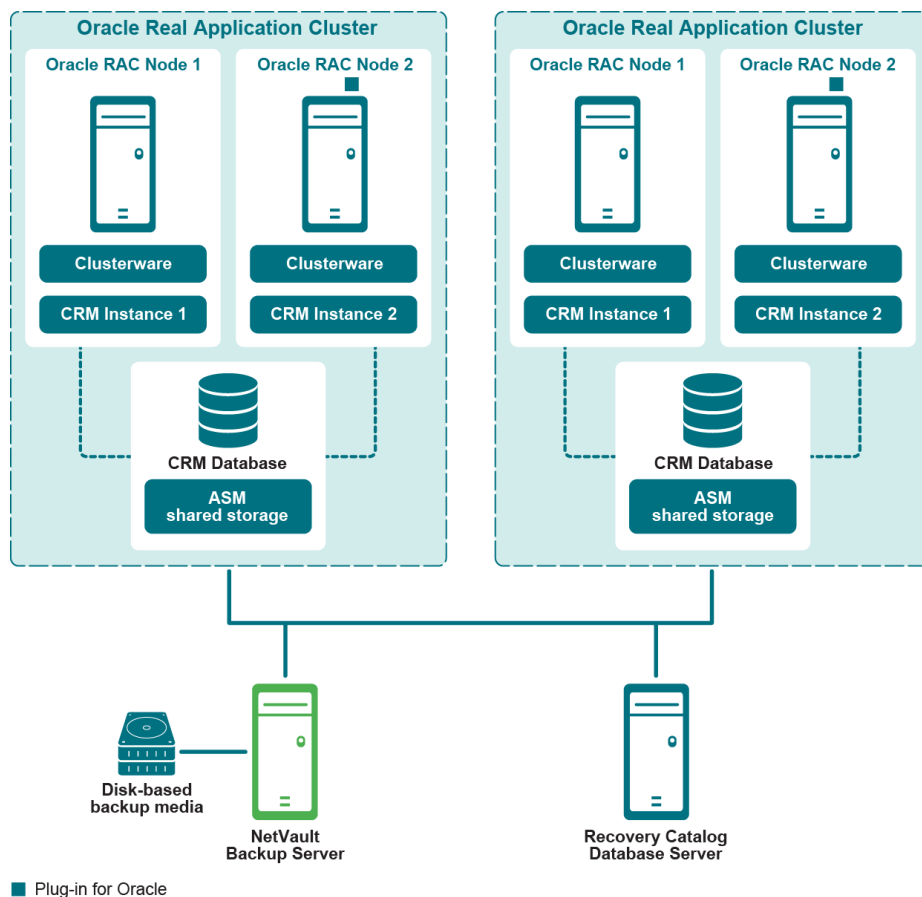 Oracle Real Application Cluster
Oracle RAC Node 1
Oracle RAC Node 2
Clusterware
Clusterware
CRM Instance 1
CRM Instance 2
CRM Database
ASM
shared storage
Oracle Real Application Cluster
Oracle RAC Node 1
Oracle RAC Node 2
Clusterware
Clusterware
CRM Instance 1
CRM Instance 2
CRM Database
ASM
shared storage
Disk-based
backup media
NetVault
Backup Server
Recovery Catalog
Database Server
Plug-in for Oracle